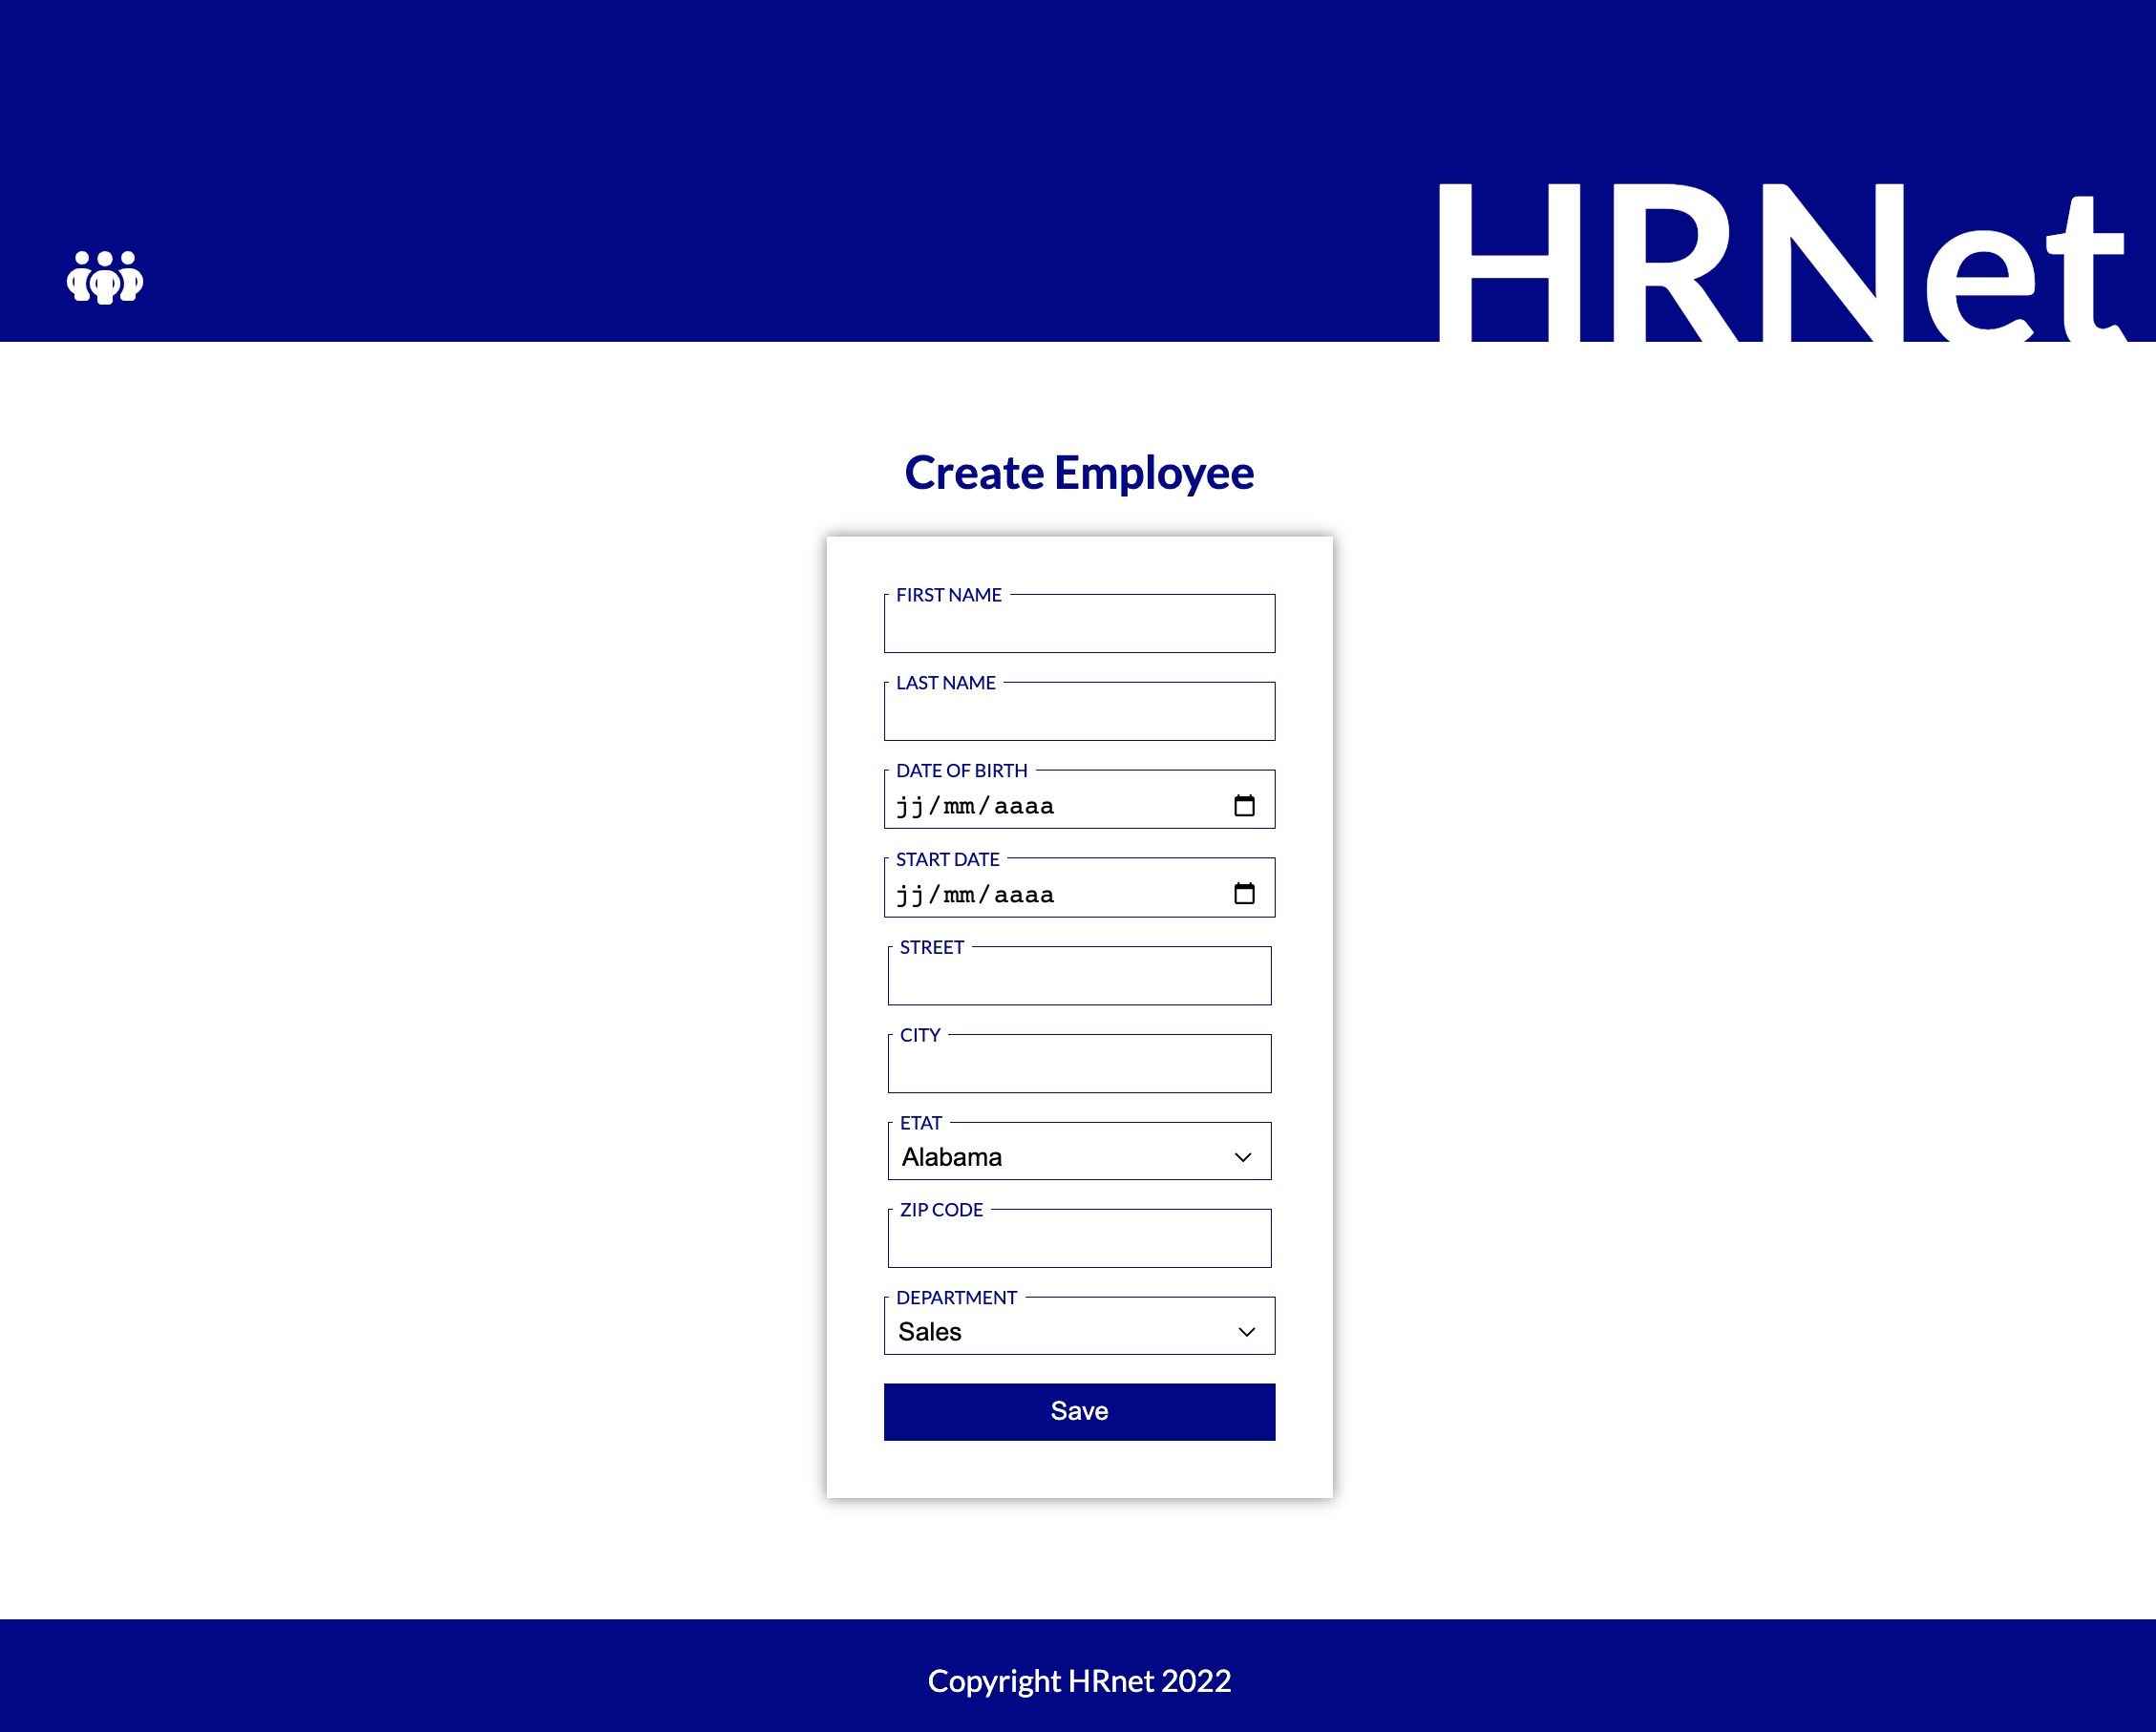 HRNet
Create Employee
FIRST NAME
LAST NAME
DATE OF BIRTH
jj/mm/aaaa
START DATE
jj/mm/aaaa
STREET
CITY
ETAT
Alabama
ZIP CODE
DEPARTMENT
Sales
Save
Copyright HRnet 2022